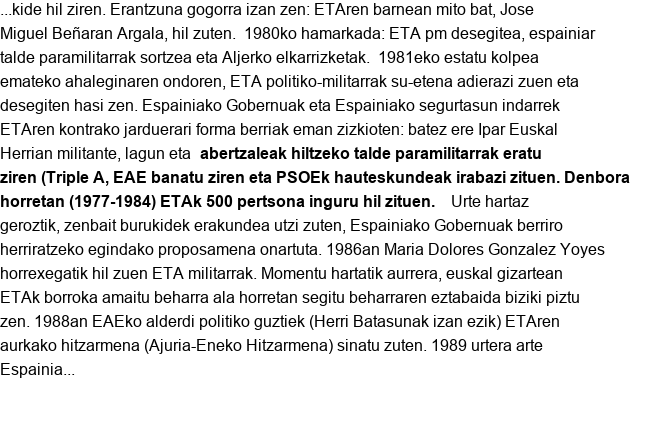 ...kide hil ziren. Erantzuna gogorra izan zen: ETAren barnean mito bat, Jose
Miguel Beñaran Argala, hil zuten.  1980ko hamarkada: ETA pm desegitea, espainiar
talde paramilitarrak sortzea eta Aljerko elkarrizketak.  1981eko estatu kolpea
emateko ahaleginaren ondoren, ETA politiko-militarrak su-etena adierazi zuen eta
desegiten hasi zen. Espainiako Gobernuak eta Espainiako segurtasun indarrek
ETAren kontrako jarduerari forma berriak eman zizkioten: batez ere Ipar Euskal
Herrian militante, lagun eta  abertzaleak hiltzeko talde paramilitarrak eratu
ziren (Triple A, EAE banatu ziren eta PSOEk hauteskundeak irabazi zituen. Denbora
horretan (1977-1984) ETAk 500 pertsona inguru hil zituen.   Urte hartaz
geroztik, zenbait burukidek erakundea utzi zuten, Espainiako Gobernuak berriro
herriratzeko egindako proposamena onartuta. 1986an Maria Dolores Gonzalez Yoyes
horrexegatik hil zuen ETA militarrak. Momentu hartatik aurrera, euskal gizartean
ETAk borroka amaitu beharra ala horretan segitu beharraren eztabaida biziki piztu
zen. 1988an EAEko alderdi politiko guztiek (Herri Batasunak izan ezik) ETAren
aurkako hitzarmena (Ajuria-Eneko Hitzarmena) sinatu zuten. 1989 urtera arte
Espainia...